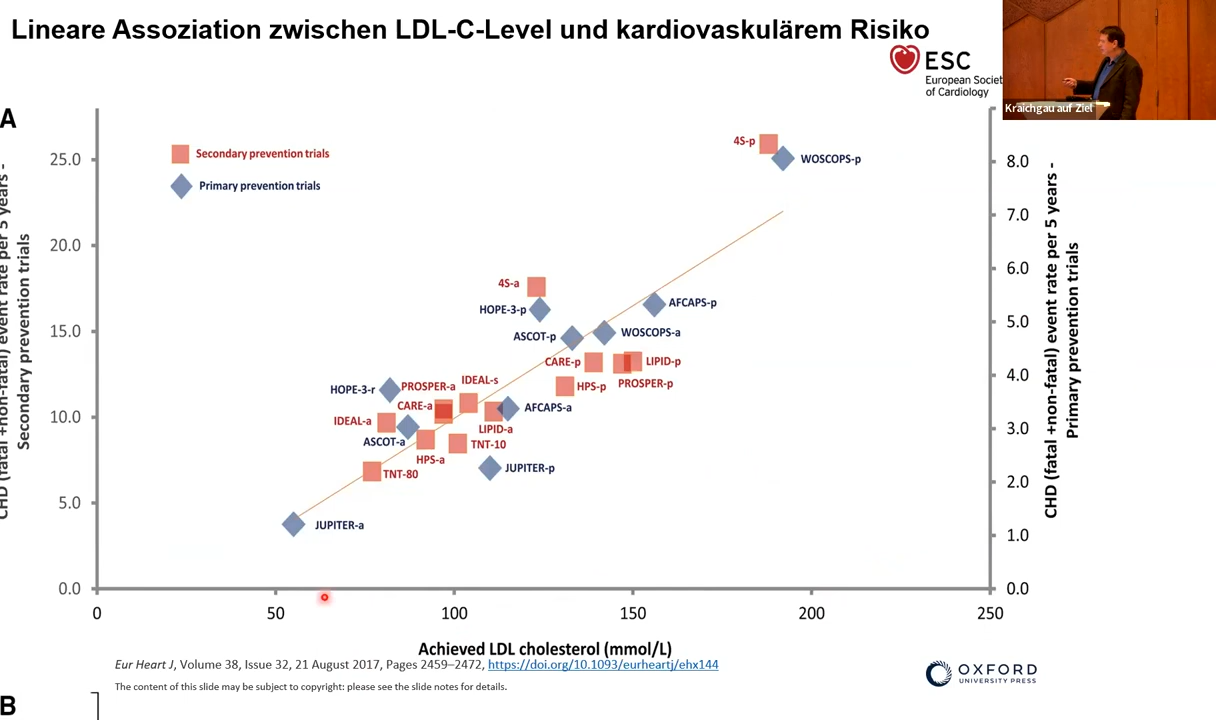 Lineare Assoziation zwischen LDL-C-Level und kardiovaskulärem Risiko
ESC
European Societ
of Cardiology
Kraichgau auf Ziel
A
Secondary prevention trials
Primary prevention trials
CHD (fatal +non-fatal) event rate per 5 years -
Secondary prevention trials
25.0
20.0
15.0
10.0
5.0
0.0
4S-p
WOSCOPS-p
4S-a
HOPE-3-p
AFCAPS-p
ASCOT-p
WOSCOPS-a
CARE-p
LIPID-p
HPS-p
PROSPER-p
HOPE-3-r
PROSPER-a
IDEAL-s
CARE-a
AFCAPS-a
IDEAL-a
LIPID-a
ASCOT-a
TNT-10
HPS-a
JUPITER-p
TNT-80
JUPITER-a
8.0
7.0
6.0
5.0
4.0
3.0
2.0
1.0
0.0
CHD (fatal +non-fatal) event rate per 5 years -
Primary prevention trials
0
50
100
150
200
250
Achieved LDL cholesterol (mmol/L)
Eur Heart J, Volume 38, Issue 32, 21 August 2017, Pages 2459–2472, https://doi.org/10.1093/eurheartj/ehx144
The content of this slide may be subject to copyright: please see the slide notes for details.
OXFORD
UNIVERSITY PRESS
B